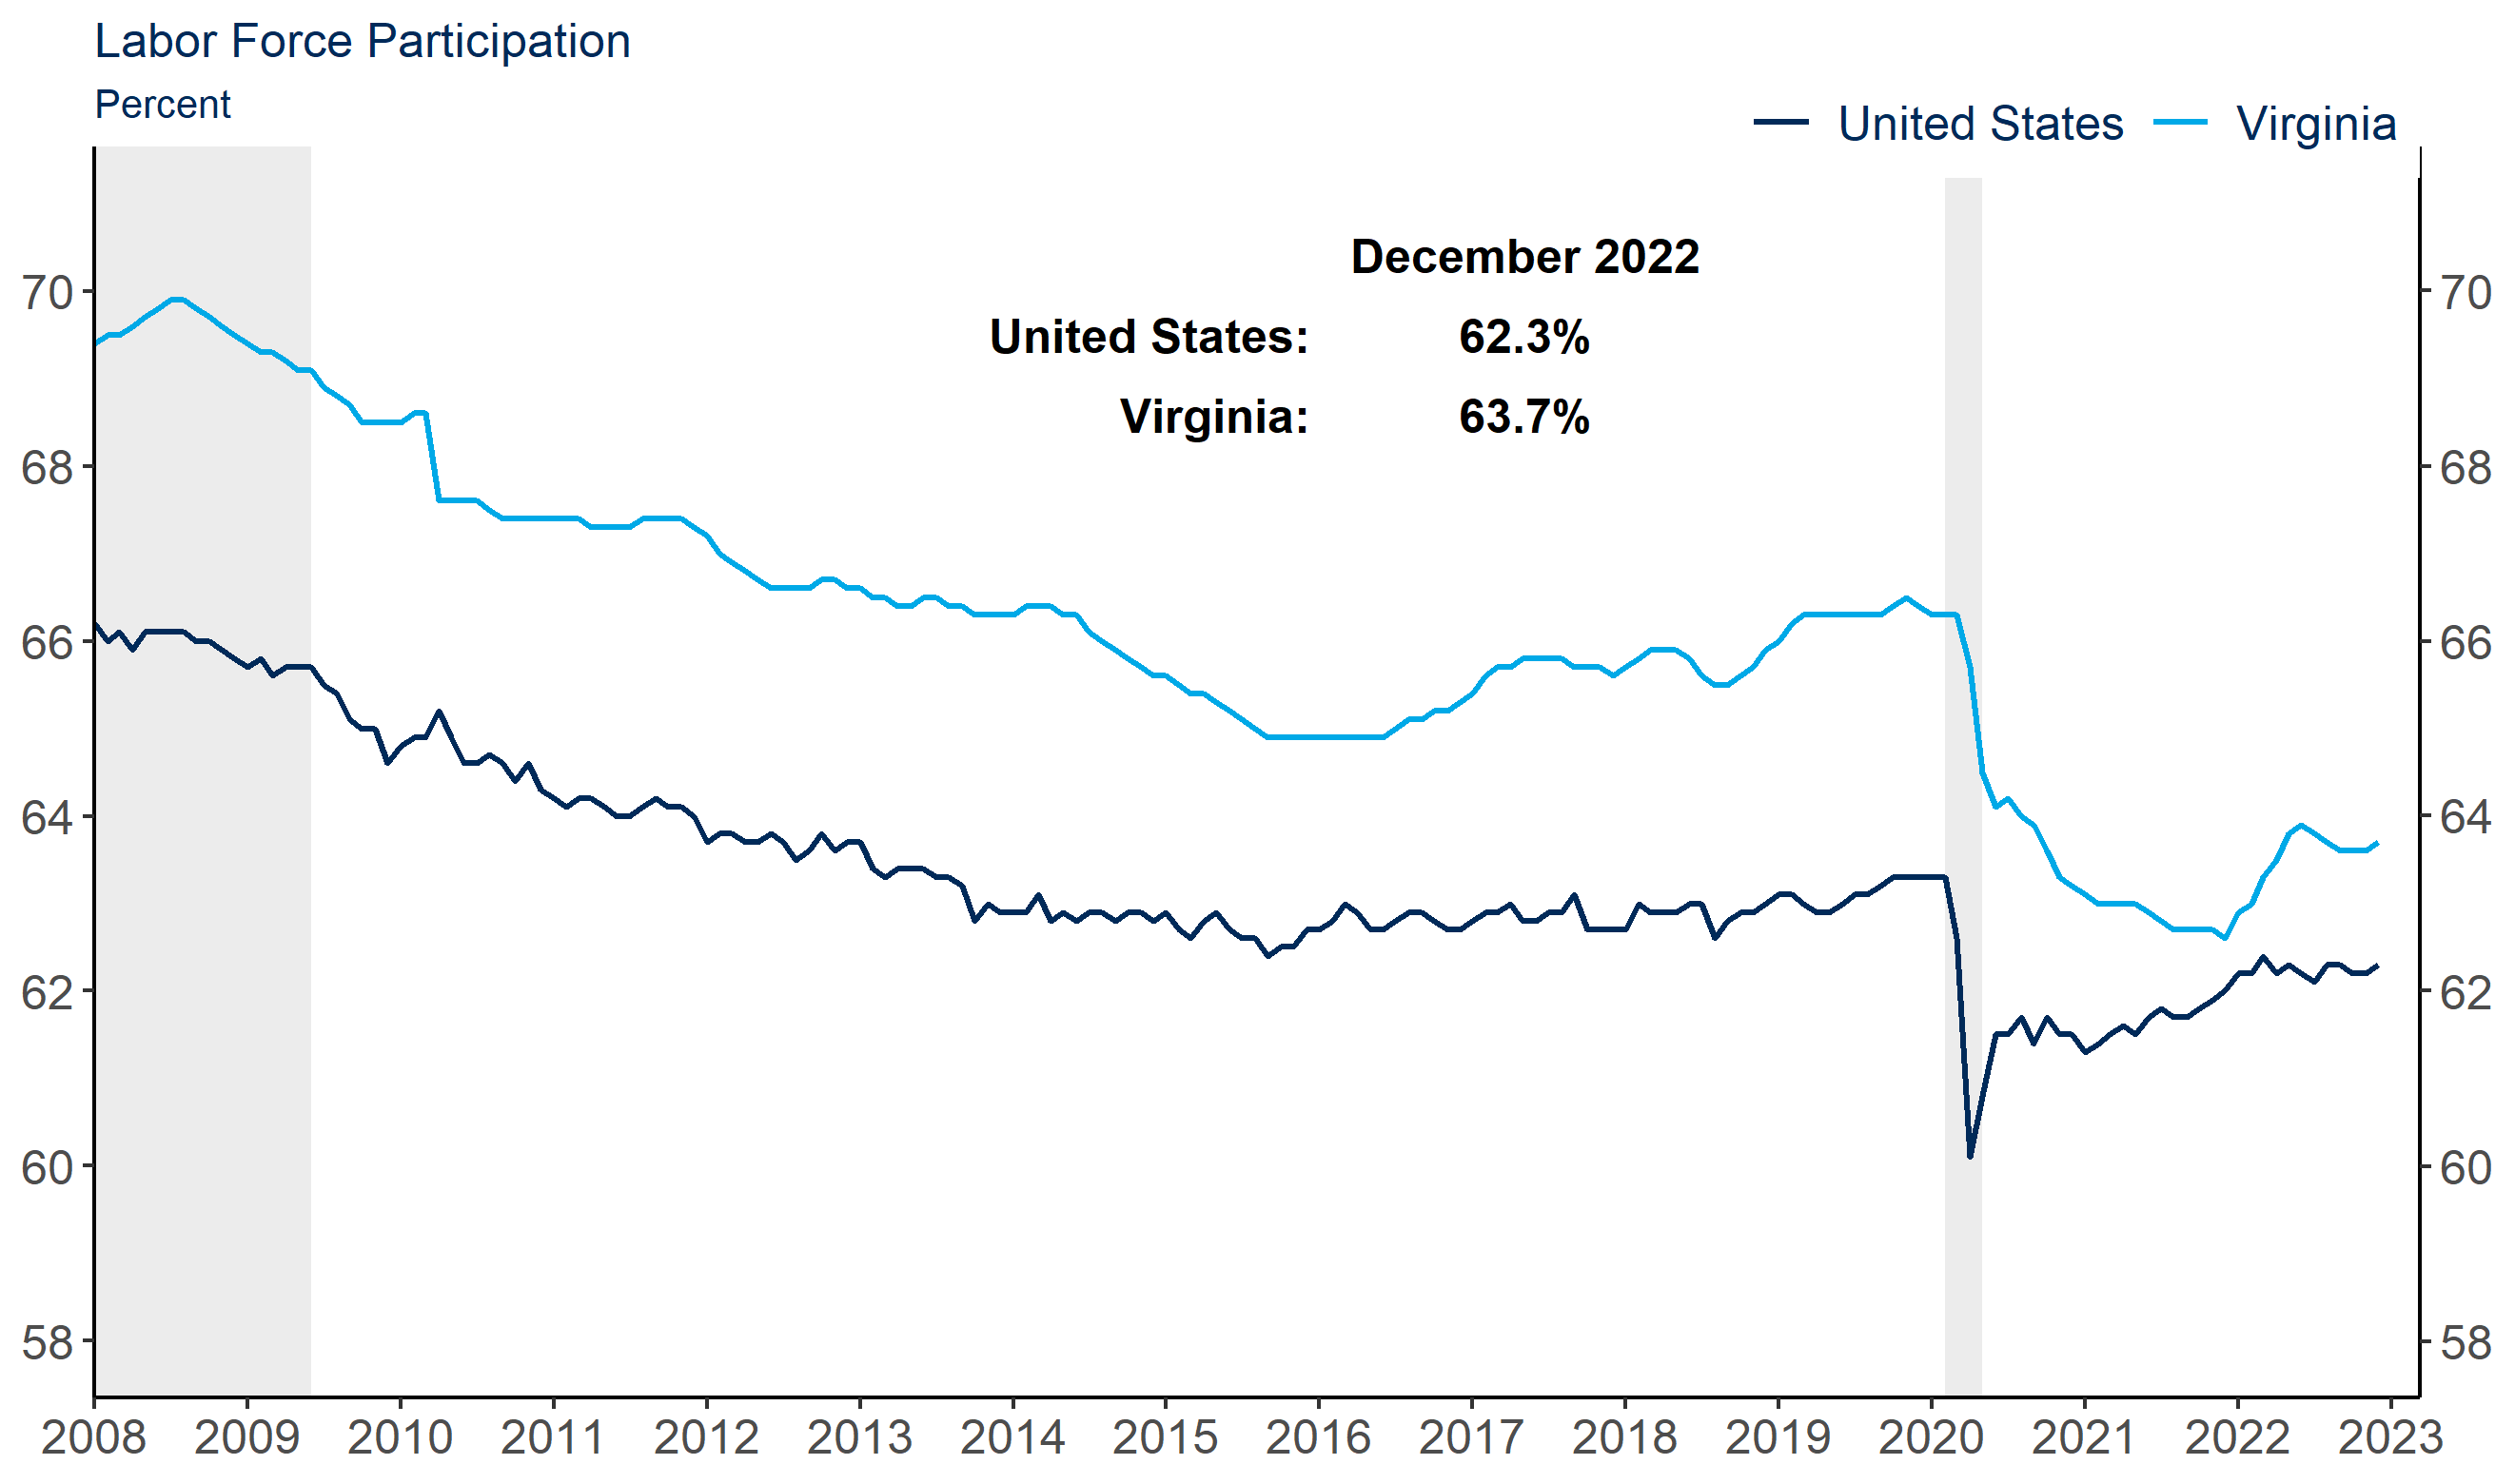 Labor Force Participation
Percent
United States Virginia
December 2022
United States: 62.3%
Virginia: 63.7%
70 70
68 68
66 66
64 64
62 62
60 60
58 58
2008 2009 2010 2011 2012 2013 2014 2015 2016 2017 2018 2019 2020 2021 2022 2023